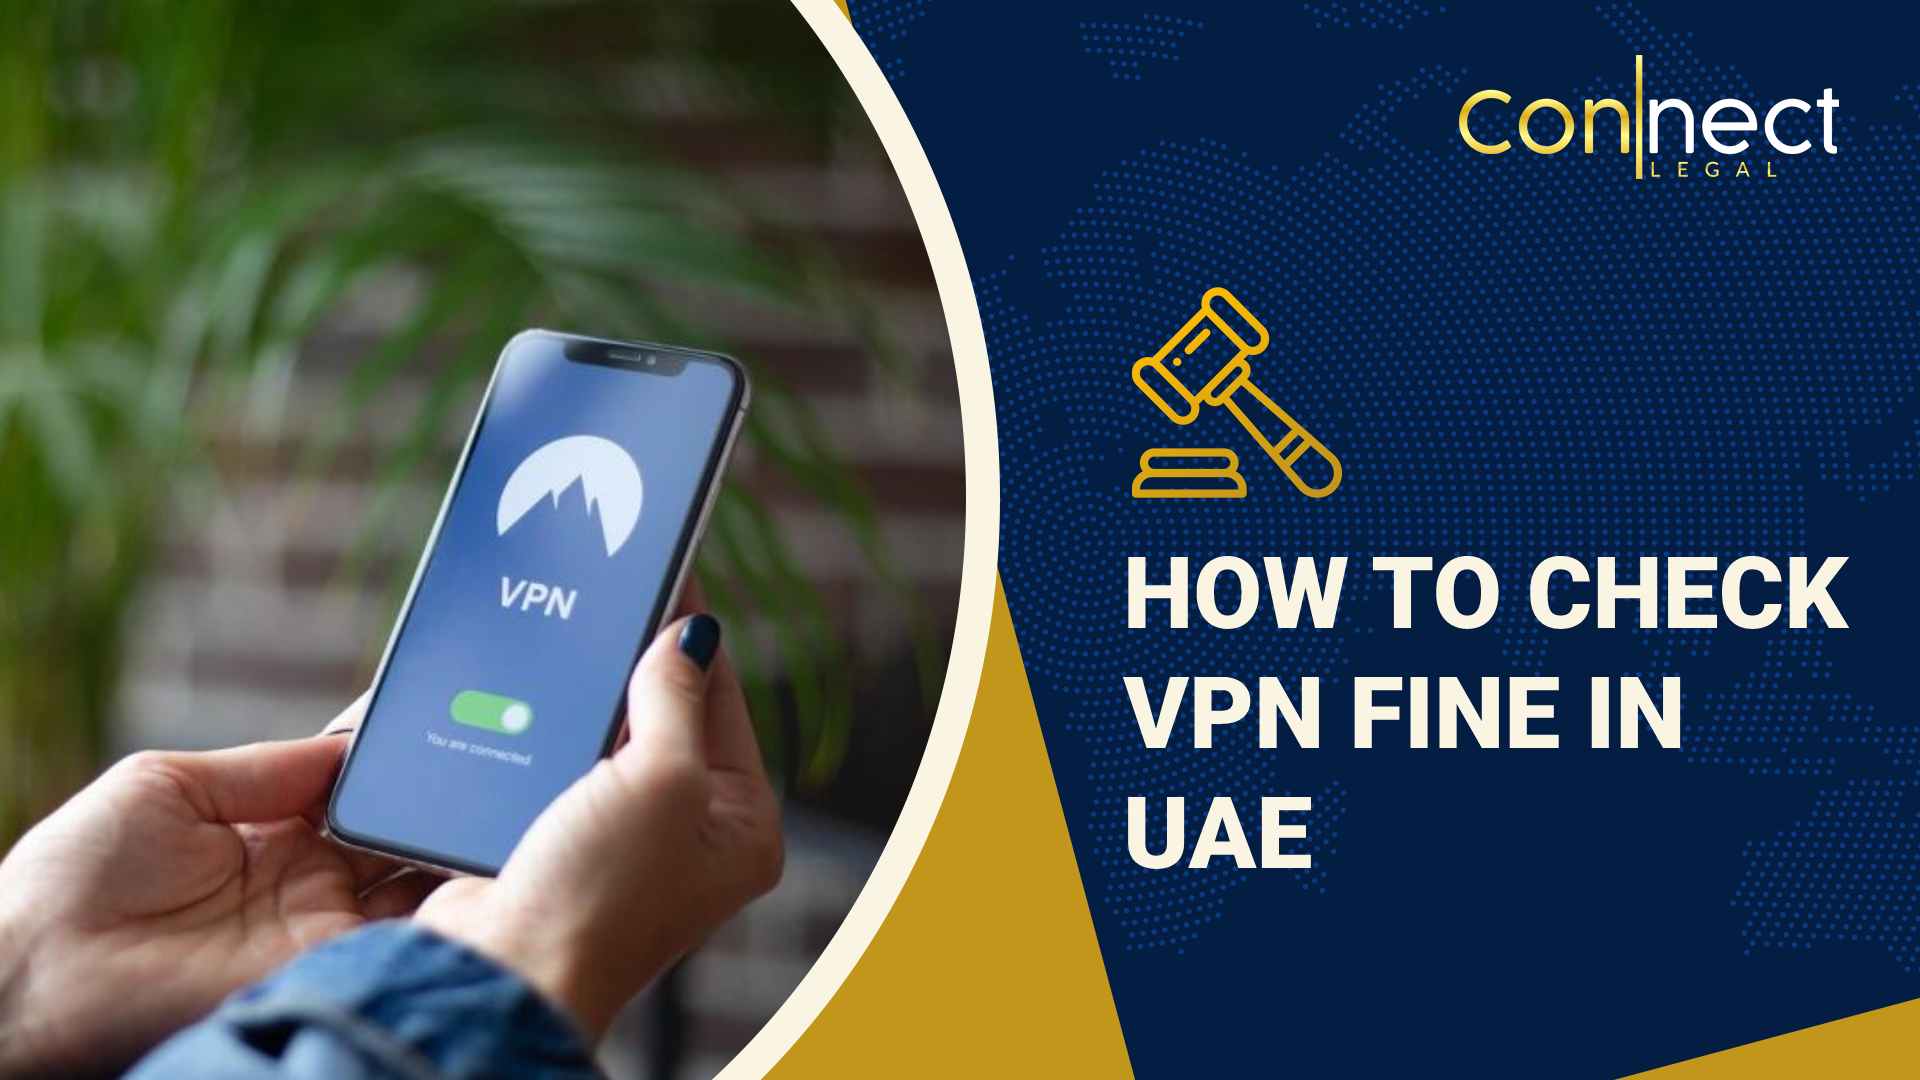 connect
LEGAL
VPN
You are connected
HOW TO CHECK
VPN FINE IN
UAE